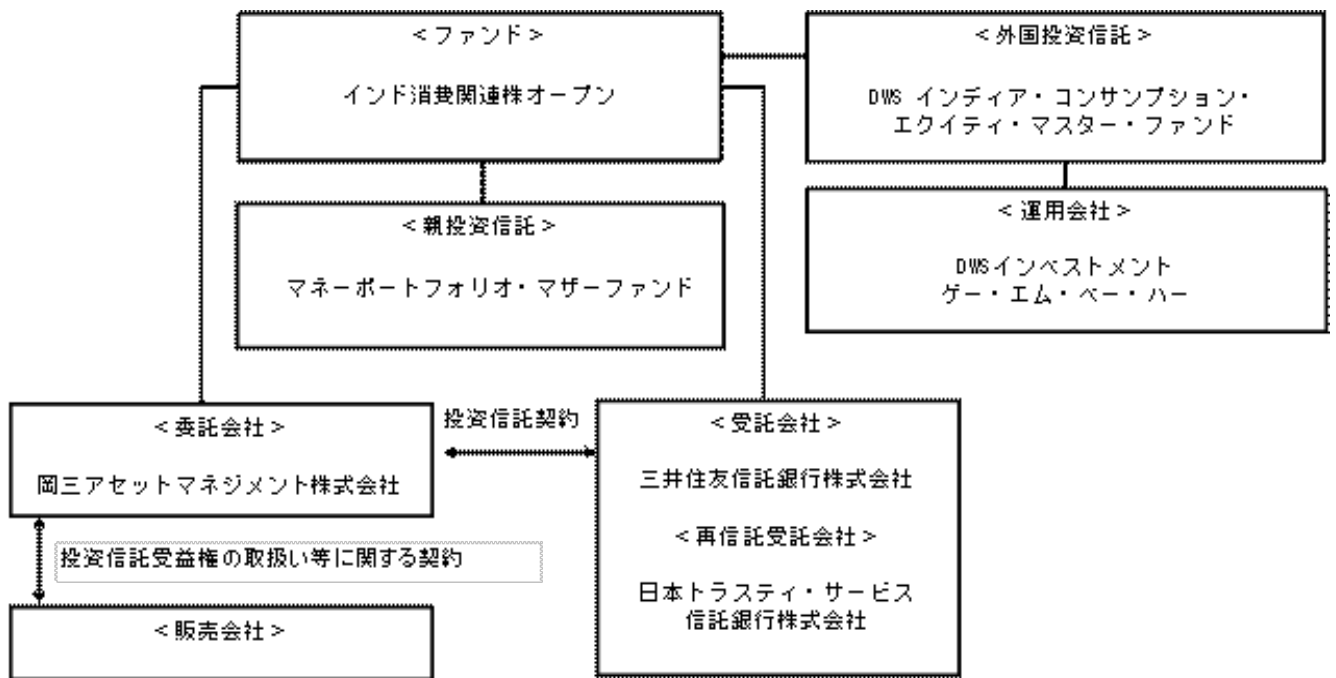 ＜ファンド＞
インド消費関連株オープン
＜外国投資信託＞
DWS インディア・コンサンプション・
エクイティ・マスター・ファンド
＜親投資信託＞
マネーポートフォリオ・マザーファンド
＜運用会社＞
DWSインベストメント
ゲー・エム・ベー・ハー
＜委託会社＞
岡三アセットマネジメント株式会社
投資信託契約
＜受託会社＞
三井住友信託銀行株式会社
＜再信託受託会社＞
日本トラスティ・サービス
信託銀行株式会社
投資信託受益権の取扱い等に関する契約
＜販売会社＞